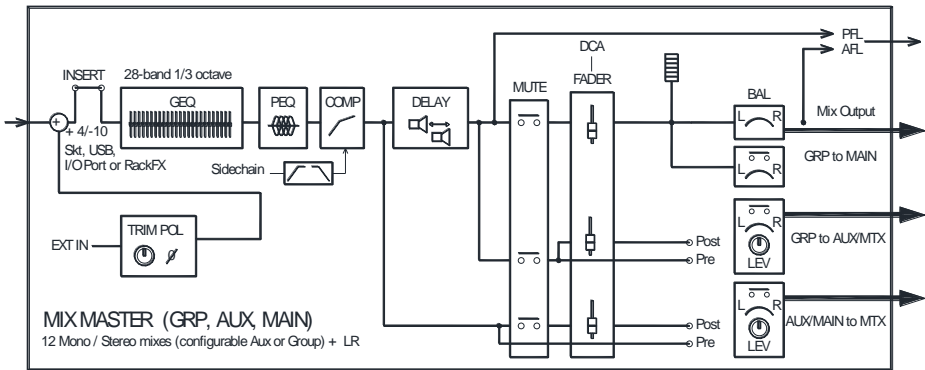 PFL
AFL
DCA
FADER
INSERT
28-band 1/3 octave
MUTE
GEQ
PEQ
COMP
DELAY
BAL
L R
Mix Output
+
+ 4/-10
Skt, USB,
I/O Port or RackFX
Sidechain
GRP to MAIN
L R
TRIM POL
EXT IN
L R
LEV
GRP to AUX/MTX
Post
Pre
MIX MASTER (GRP, AUX, MAIN)
12 Mono / Stereo mixes (configurable Aux or Group) + LR
L R
LEV
AUX/MAIN to MTX
Post
Pre